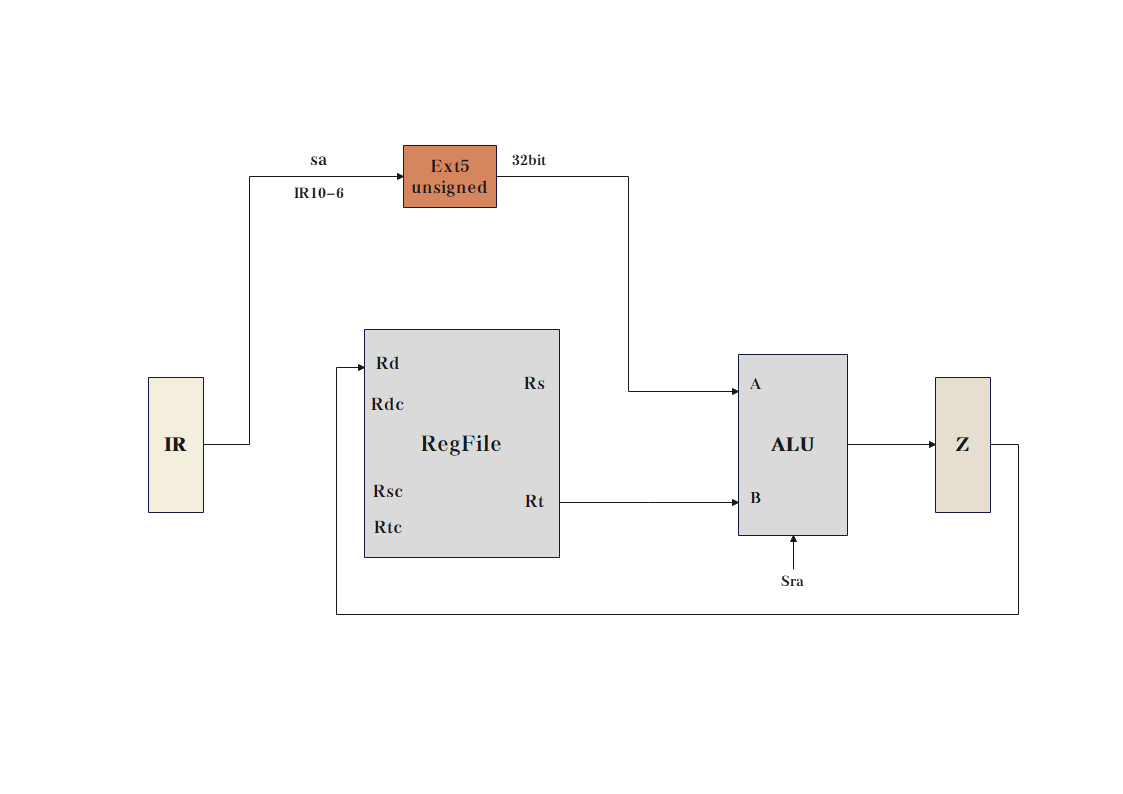 sa
IR10-6
Ext5
unsigned
32bit
IR
Rd
Rdc
RegFile
Rsc
Rtc
Rs
Rt
A
ALU
B
Sra
Z